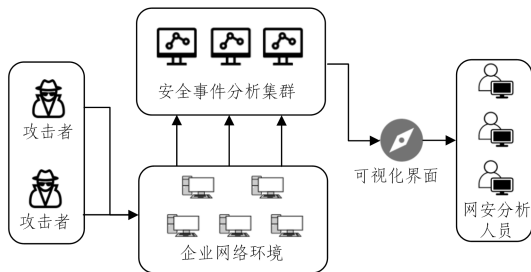 安全事件分析集群
攻击者
可视化界面
攻击者
企业网络环境
网安分析
人员